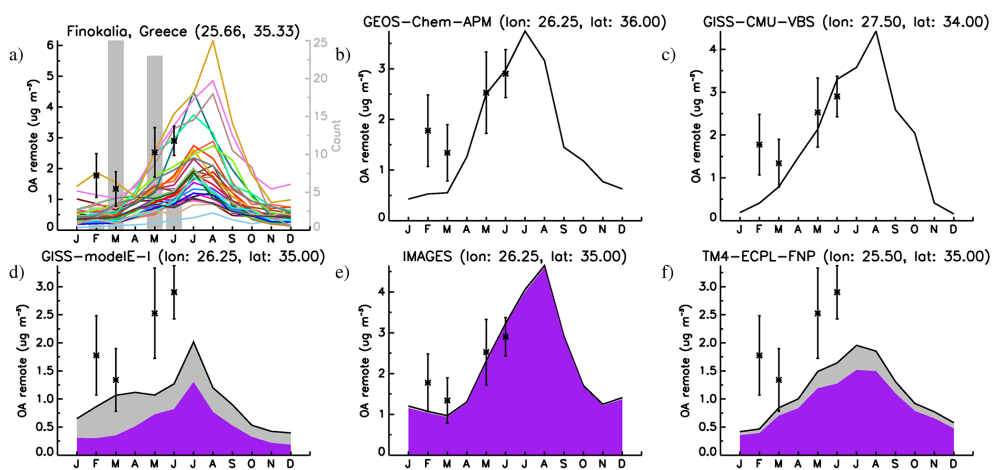 a)
Finokalia, Greece (25.66, 35.33)
OA remote (ug m⁻³)
6
5
4
3
2
1
0
25
20
15
10
5
0
Count
J F M A M J J A S O N D
b)
GEOS-Chem-APM (lon: 26.25, lat: 36.00)
OA remote (ug m⁻³)
3
2
1
0
J F M A M J J A S O N D
c)
GISS-CMU-VBS (lon: 27.50, lat: 34.00)
OA remote (ug m⁻³)
4
3
2
1
0
J F M A M J J A S O N D
d)
GISS-modelE-I (lon: 26.25, lat: 35.00)
OA remote (ug m⁻³)
3.0
2.5
2.0
1.5
1.0
0.5
0.0
J F M A M J J A S O N D
e)
IMAGES (lon: 26.25, lat: 35.00)
OA remote (ug m⁻³)
4
3
2
1
0
J F M A M J J A S O N D
f)
TM4-ECPL-FNP (lon: 25.50, lat: 35.00)
OA remote (ug m⁻³)
3.0
2.5
2.0
1.5
1.0
0.5
0.0
J F M A M J J A S O N D